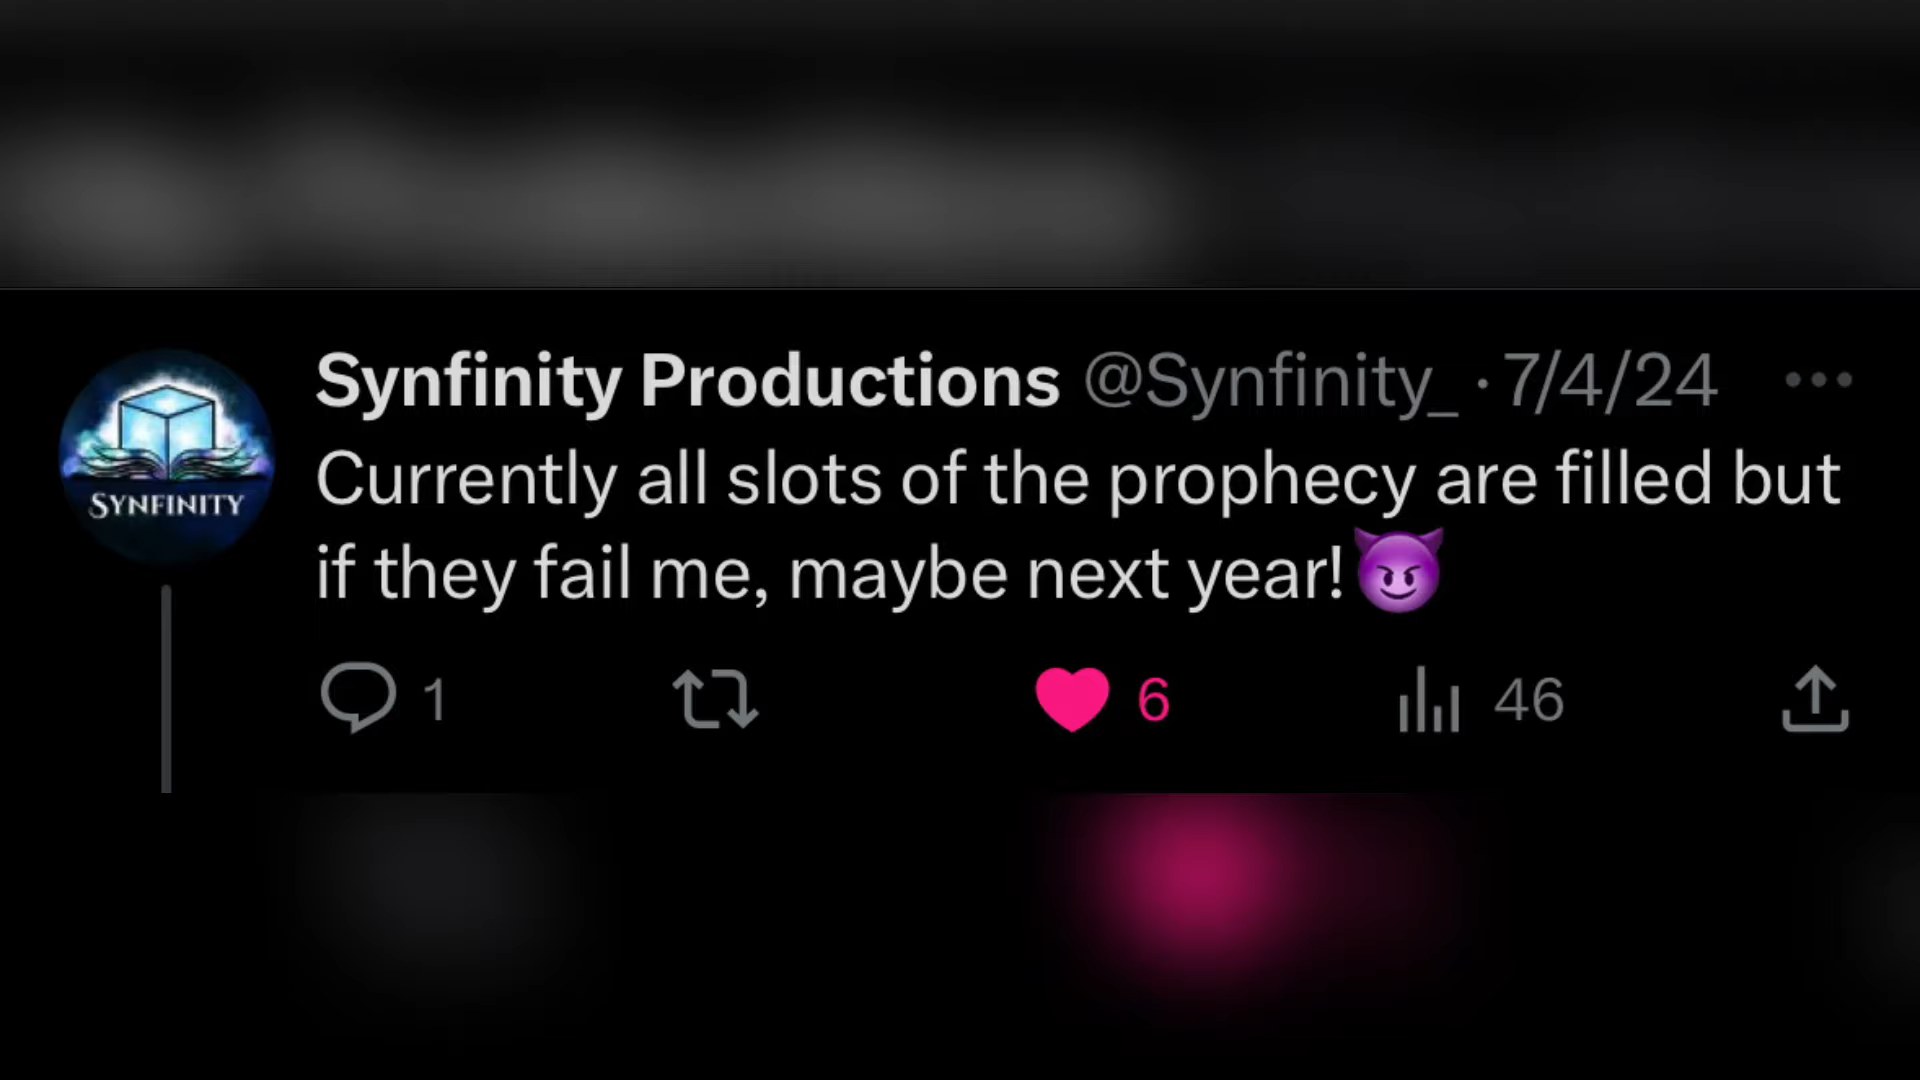 Synfinity Productions @Synfinity_ · 7/4/24
Currently all slots of the prophecy are filled but
if they fail me, maybe next year!😈
SYNFINITY
1 6 46